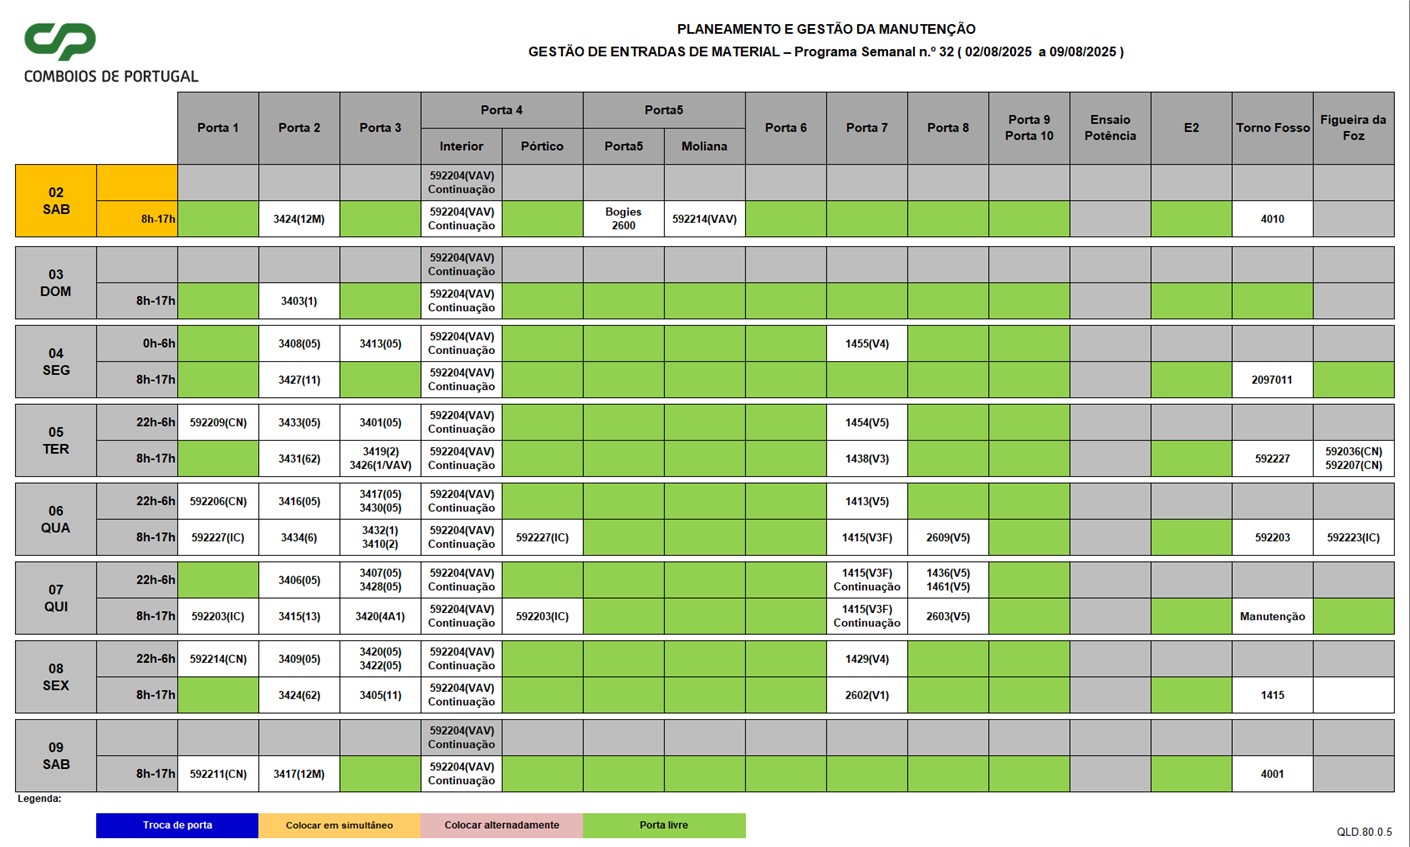 PLANEAMENTO E GESTÃO DA MANUTENÇÃO
GESTÃO DE ENTRADAS DE MATERIAL – Programa Semanal n.º 32 ( 02/08/2025 a 09/08/2025 )
COMBOIOS DE PORTUGAL
Porta 1 Porta 2 Porta 3 Porta 4 Porta5 Porta 6 Porta 7 Porta 8 Porta 9 Porta 10 Ensaio Potência E2 Torno Fosso Figueira da Foz
Interior Pórtico Porta5 Moliana
02 SAB
592204(VAV) Continuação
8h-17h 3424(12M) 592204(VAV) Continuação Bogies 2600 592214(VAV) 4010
03 DOM
592204(VAV) Continuação
8h-17h 3403(1) 592204(VAV) Continuação
04 SEG
0h-6h 3408(05) 3413(05) 592204(VAV) Continuação 1455(V4)
8h-17h 3427(11) 592204(VAV) Continuação 2097011
05 TER
22h-6h 592209(CN) 3433(05) 3401(05) 592204(VAV) Continuação 1454(V5)
8h-17h 3431(62) 3419(2) 3426(1/VAV) 592204(VAV) Continuação 1438(V3) 592227 592036(CN) 592207(CN)
06 QUA
22h-6h 592206(CN) 3416(05) 3417(05) 3430(05) 592204(VAV) Continuação 1413(V5)
8h-17h 592227(IC) 3434(6) 3432(1) 3410(2) 592204(VAV) Continuação 592227(IC) 1415(V3F) 2609(V5) 592203 592223(IC)
07 QUI
22h-6h 3406(05) 3407(05) 3428(05) 592204(VAV) Continuação 1415(V3F) Continuação 1436(V5) 1461(V5)
8h-17h 592203(IC) 3415(13) 3420(4A1) 592204(VAV) Continuação 592203(IC) 1415(V3F) Continuação 2603(V5) Manutenção
08 SEX
22h-6h 592214(CN) 3409(05) 3420(05) 3422(05) 592204(VAV) Continuação 1429(V4)
8h-17h 3424(62) 3405(11) 592204(VAV) Continuação 2602(V1) 1415
09 SAB
592204(VAV) Continuação
8h-17h 592211(CN) 3417(12M) 592204(VAV) Continuação 4001
Legenda:
Troca de porta Colocar em simultáneo Colocar alternadamente Porta livre
QLD.80.0.5